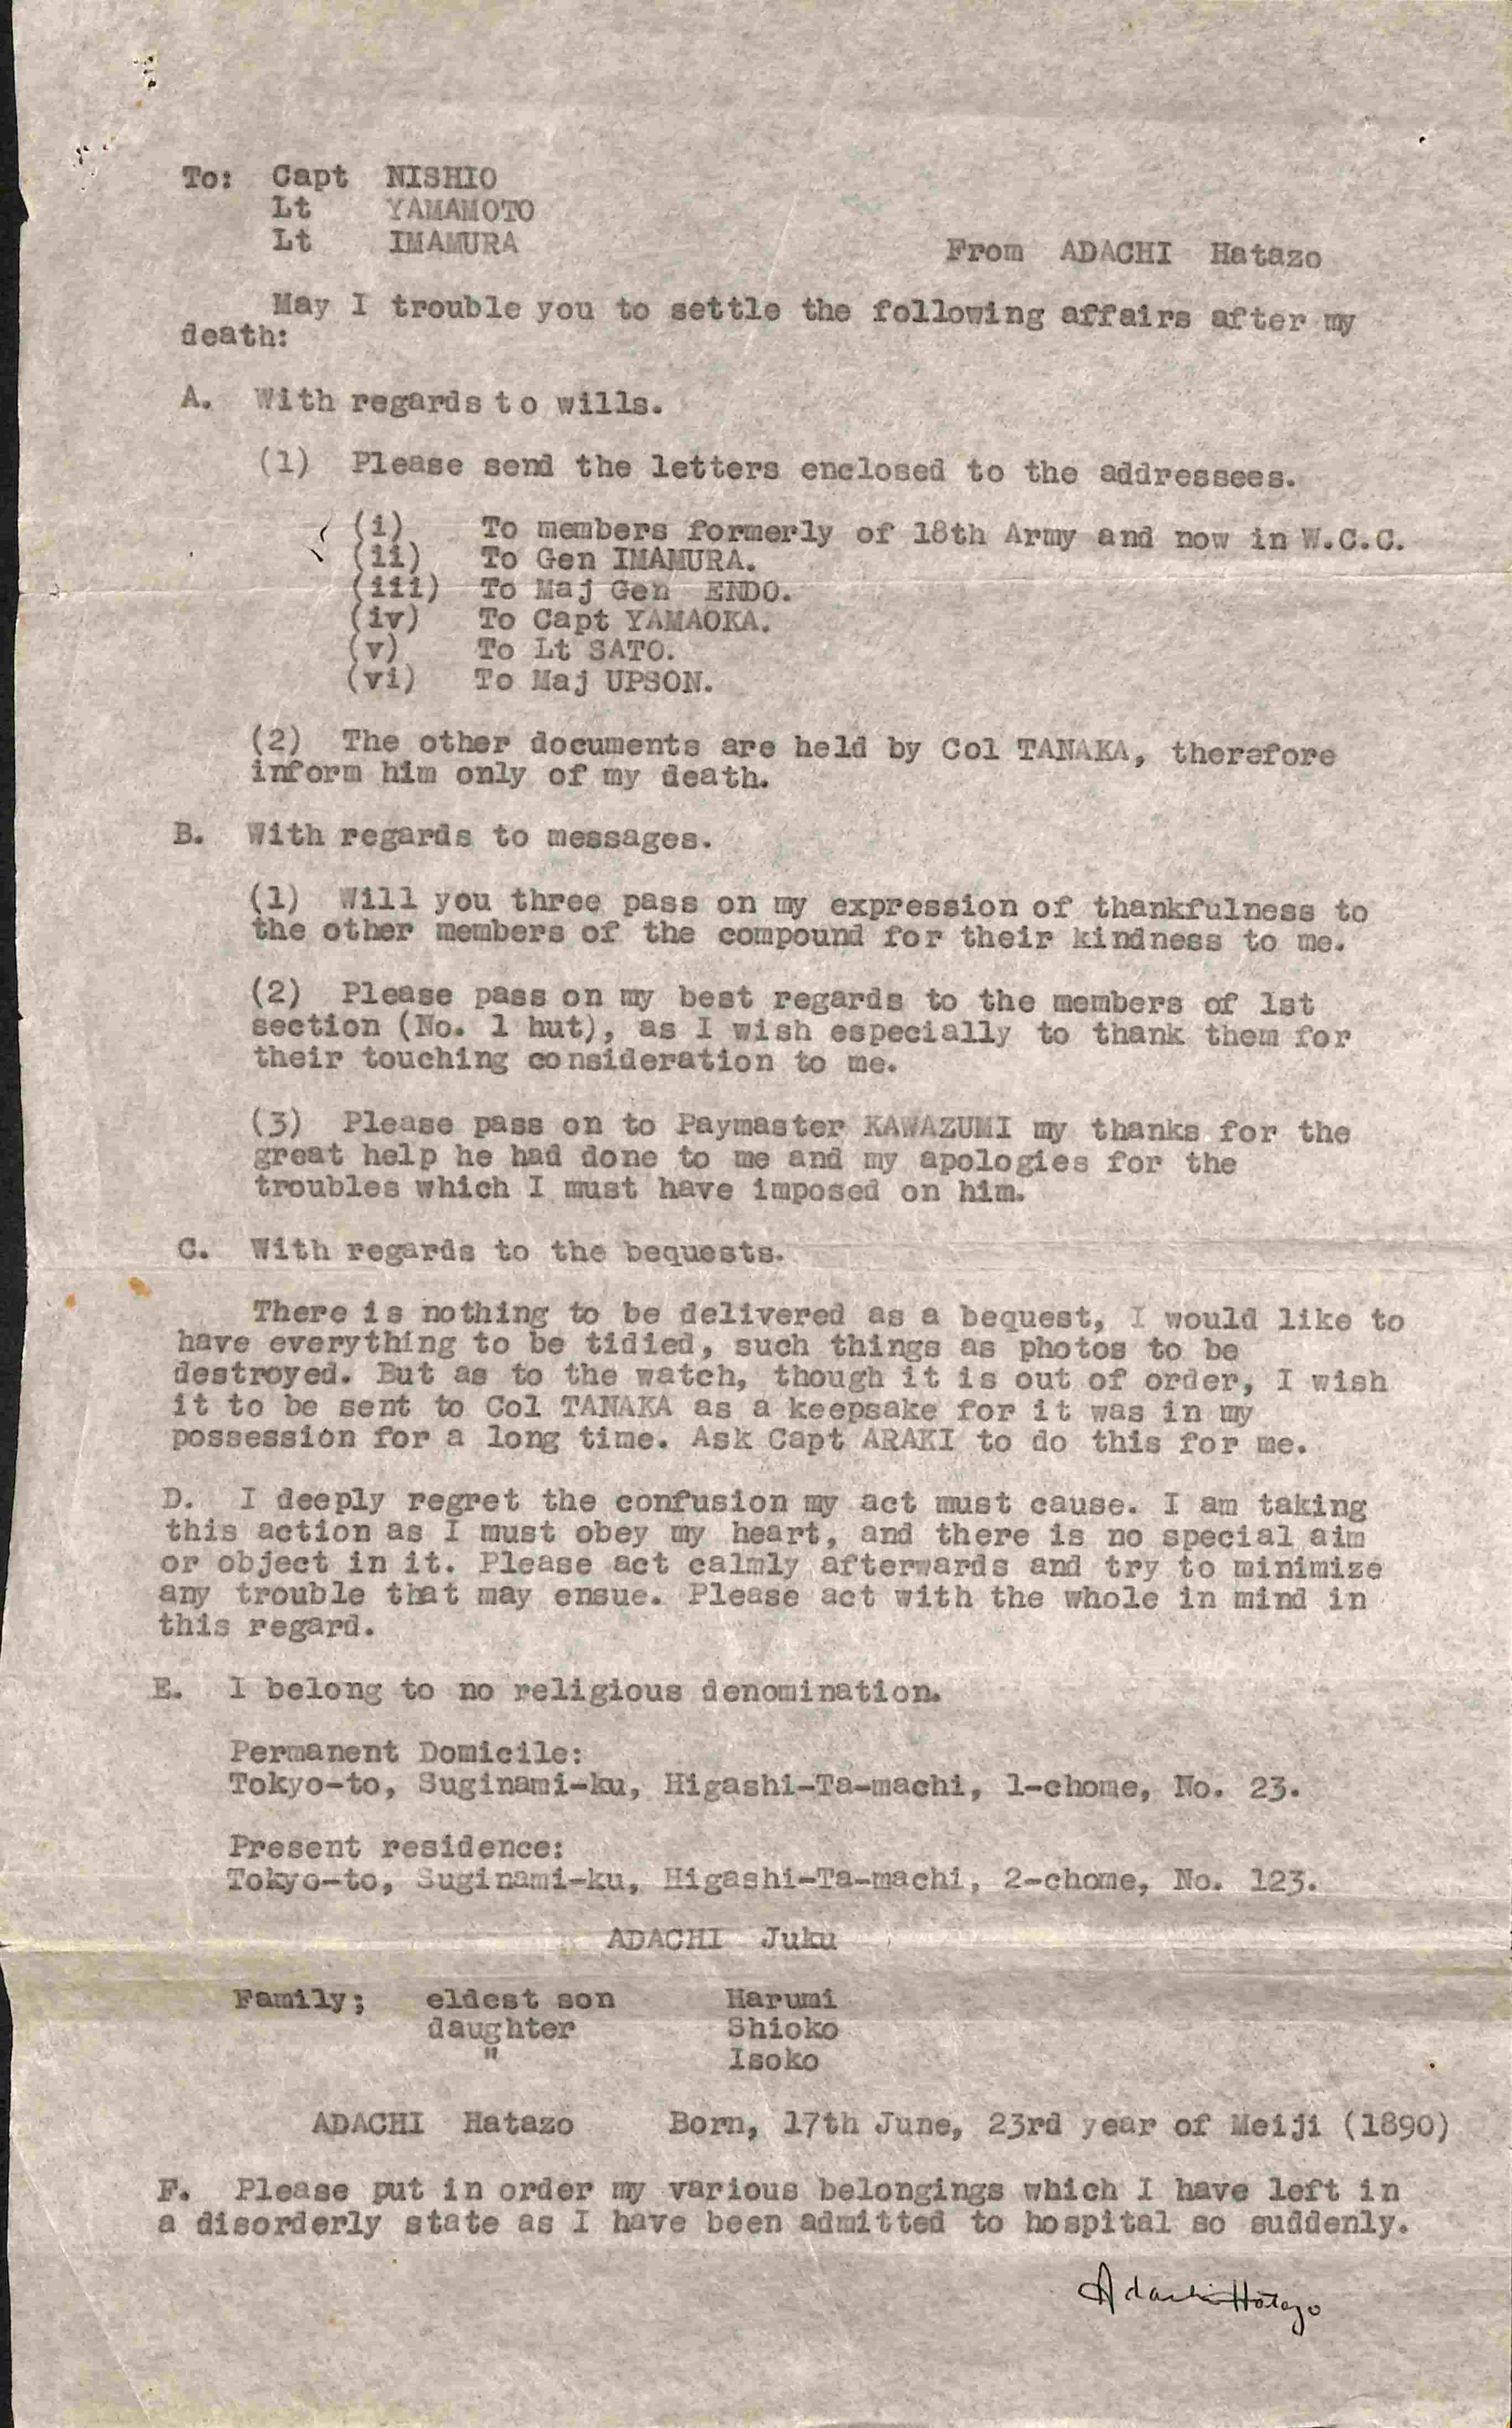 To: Capt NISHIO
Lt YAMAMOTO
Lt IMAMURA
From ADACHI Hatazo
May I trouble you to settle the following affairs after my
death:
A. With regards to wills.
(1) Please send the letters enclosed to the addressees.
(i) To members formerly of 18th Army and now in W.C.C.
(ii) To Gen IMAMURA.
(iii) To Maj Gen ENDO.
(iv) To Capt YAMAOKA.
(v) To Lt SATO.
(vi) To Maj UPSON.
(2) The other documents are held by Col TANAKA, therefore
inform him only of my death.
B. With regards to messages.
(1) Will you three pass on my expression of thankfulness to
the other members of the compound for their kindness to me.
(2) Please pass on my best regards to the members of 1st
section (No. 1 hut), as I wish especially to thank them for
their touching consideration to me.
(3) Please pass on to Paymaster KAWAZUMI my thanks for the
great help he had done to me and my apologies for the
troubles which I must have imposed on him.
C. With regards to the bequests.
There is nothing to be delivered as a bequest, I would like to
have everything to be tidied, such things as photos to be
destroyed. But as to the watch, though it is out of order, I wish
it to be sent to Col TANAKA as a keepsake for it was in my
possession for a long time. Ask Capt ARAKI to do this for me.
D. I deeply regret the confusion my act must cause. I am taking
this action as I must obey my heart, and there is no special aim
or object in it. Please act calmly afterwards and try to minimize
any trouble that may ensue. Please act with the whole in mind in
this regard.
E. I belong to no religious denomination.
Permanent Domicile:
Tokyo-to, Suginami-ku, Higashi-Ta-machi, 1-chome, No. 23.
Present residence:
Tokyo-to, Suginami-ku, Higashi-Ta-machi, 2-chome, No. 123.
ADACHI Juku
Family; eldest son Harumi
daughter Shioko
" Isoko
ADACHI Hatazo Born, 17th June, 23rd year of Meiji (1890)
F. Please put in order my various belongings which I have left in
a disorderly state as I have been admitted to hospital so suddenly.
Adachi Hatazo